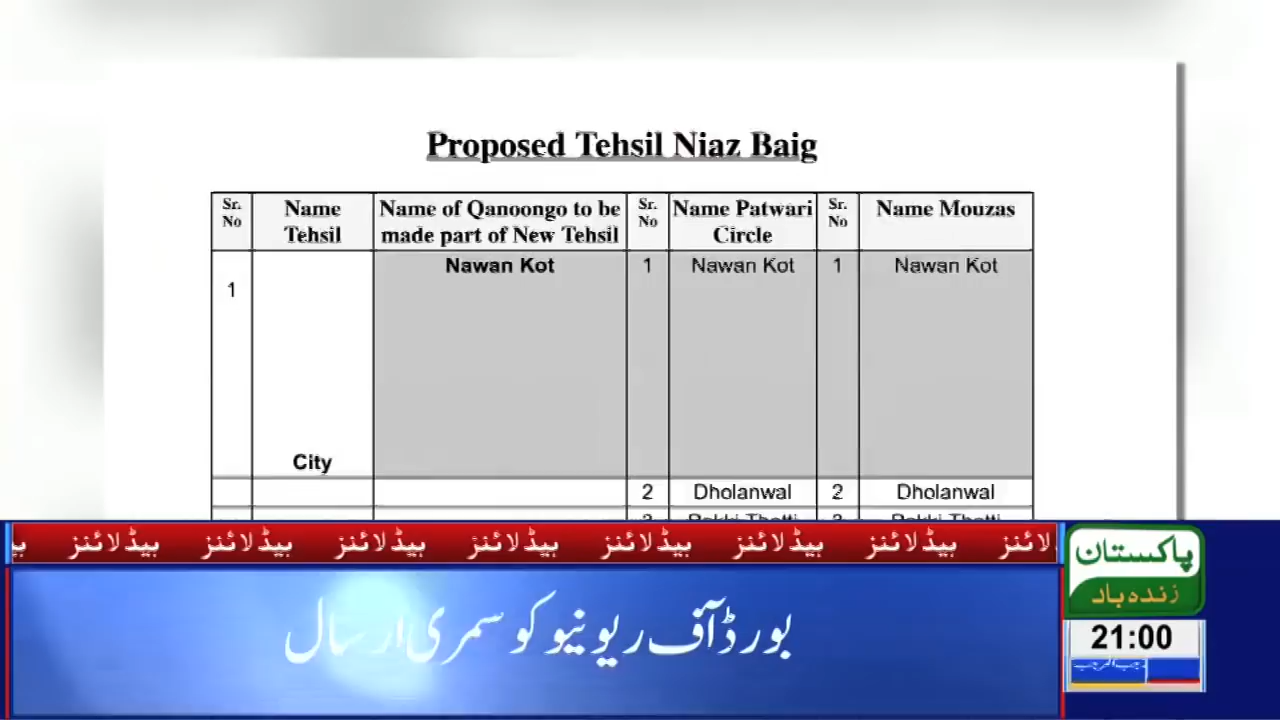 Proposed Tehsil Niaz Baig
Sr. No | Name Tehsil | Name of Qanoongo to be made part of New Tehsil | Sr. No | Name Patwari Circle | Sr. No | Name Mouzas
1 | City | Nawan Kot | 1 | Nawan Kot | 1 | Nawan Kot
2 | Dholanwal | 2 | Dholanwal
ہیڈلائنز ہیڈلائنز ہیڈلائنز ہیڈلائنز ہیڈلائنز ہیڈلائنز ہیڈلائنز
پاکستان
زندہ باد
بورڈ آف ریونیو کو سمری ارسال
21:00